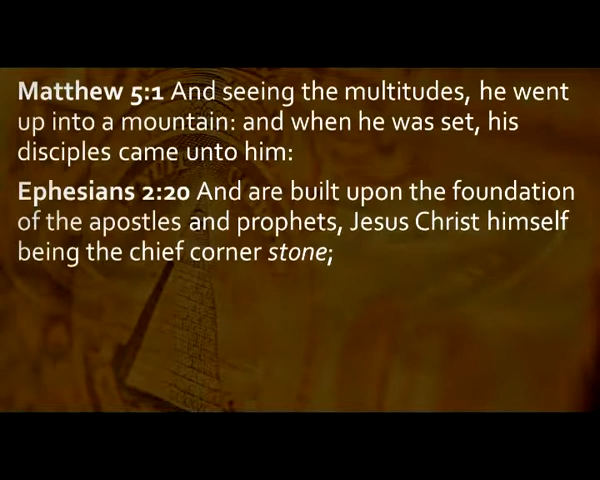 Matthew 5:1 And seeing the multitudes, he went
up into a mountain: and when he was set, his
disciples came unto him:
Ephesians 2:20 And are built upon the foundation
of the apostles and prophets, Jesus Christ himself
being the chief corner stone;